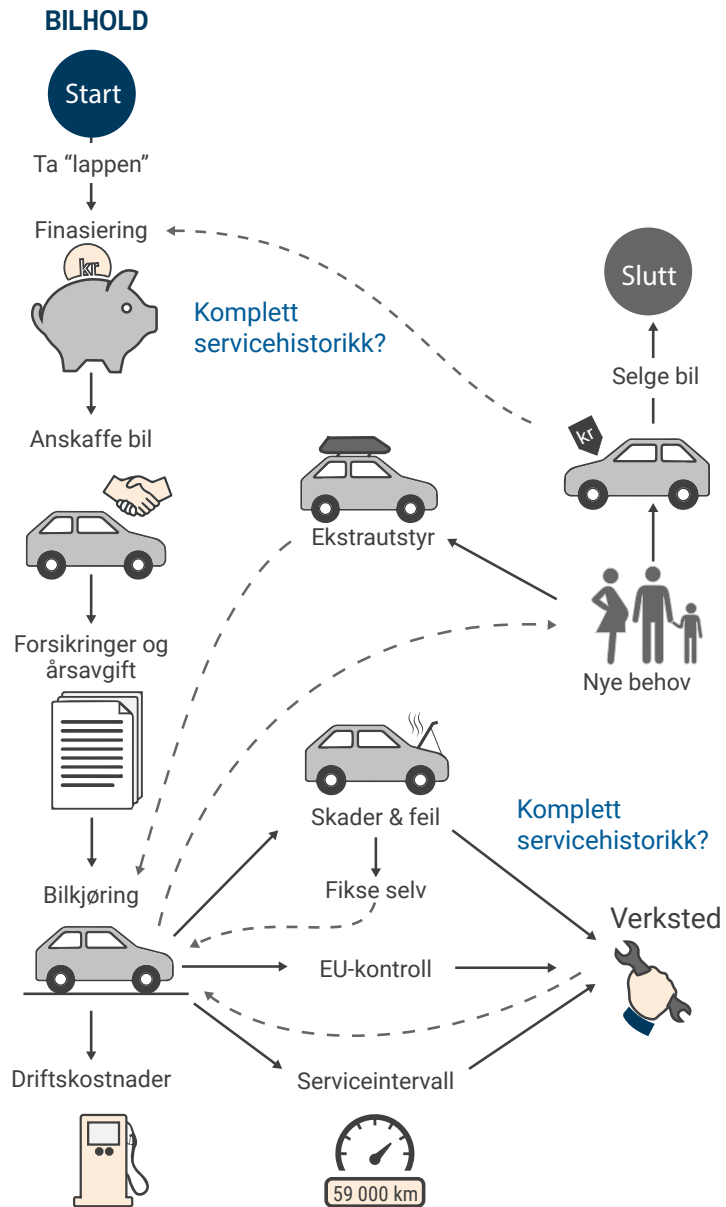 BILHOLD
Start
Ta “lappen”
Finasiering
kr
Komplett
servicehistorikk?
Slutt
Selge bil
kr
Anskaffe bil
Ekstrautstyr
Forsikringer og
årsavgift
Nye behov
Skader & feil
Komplett
servicehistorikk?
Fikse selv
Bilkjøring
Verksted
EU-kontroll
Driftskostnader
Serviceintervall
59 000 km